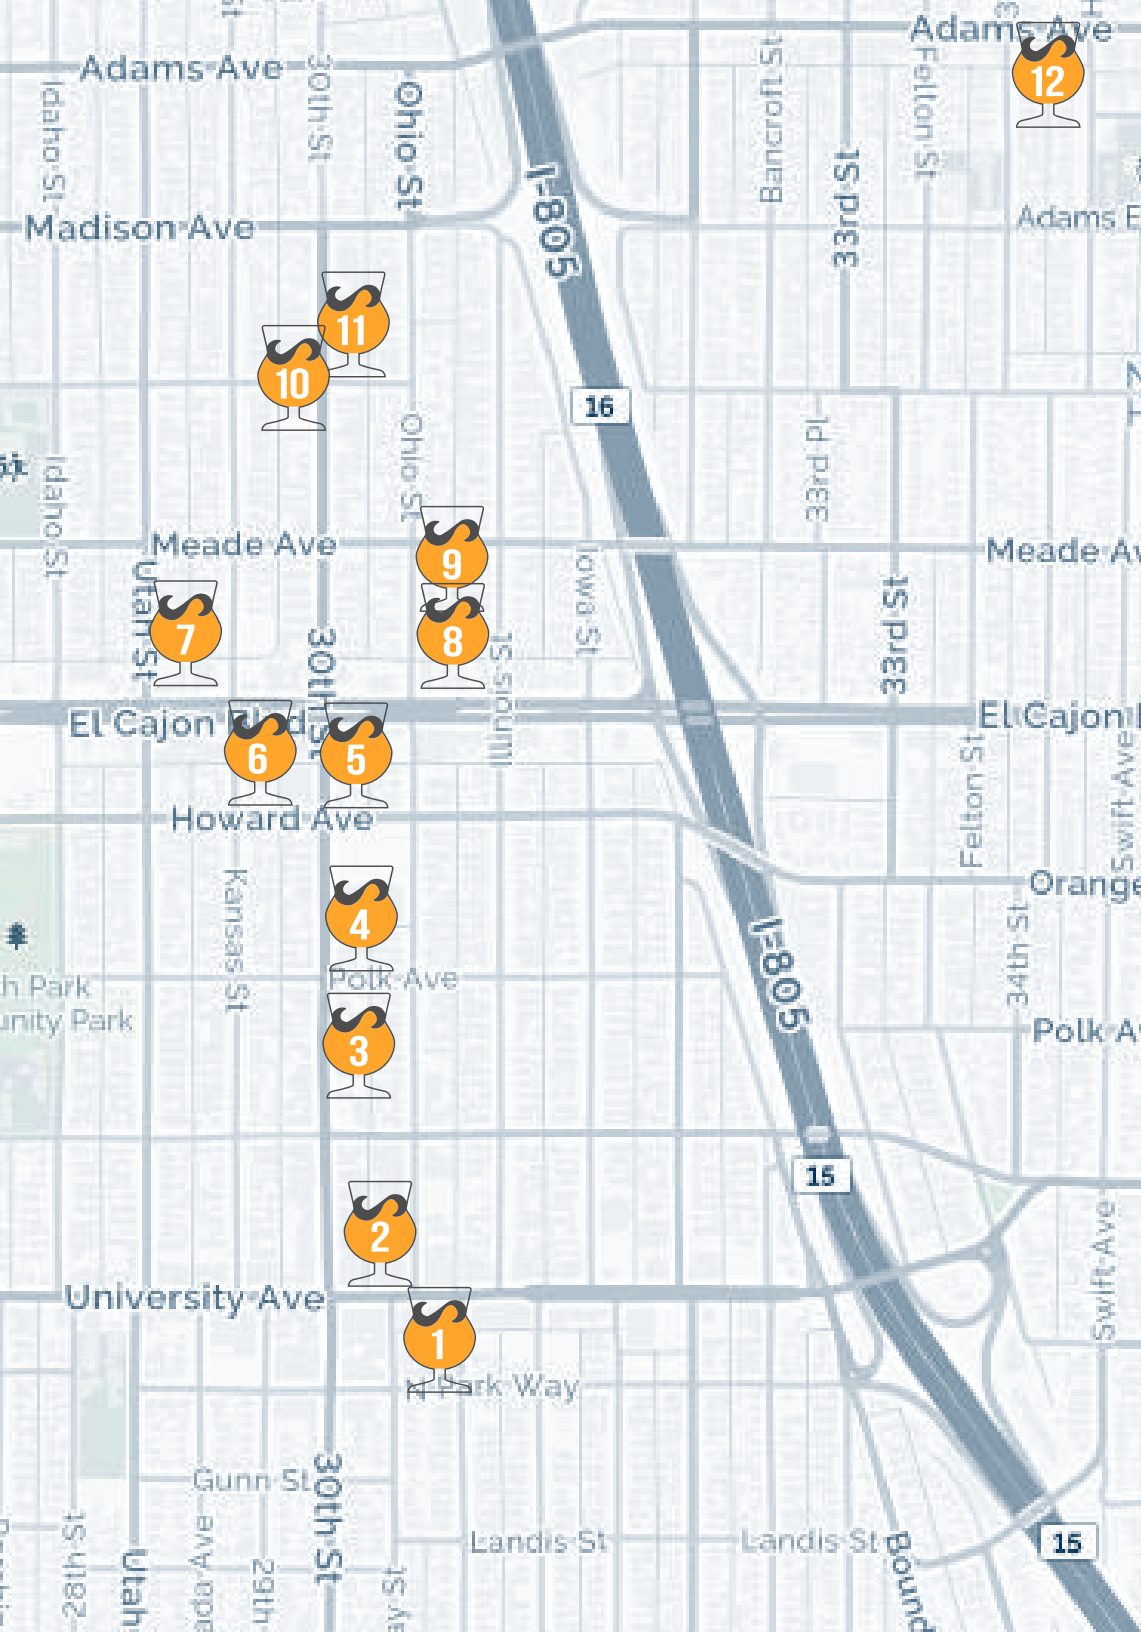 Adams Ave
Adams Ave
12
Idaho St
30th St
Ohio St
Bancroft St
Felton St
33rd St
I-805
Adams
Madison Ave
11
10
16
33rd Pl
Ohio St
Idaho St
Meade Ave
9
Meade
Iowa St
33rd St
Utah St
7
8
30th St
Illinois St
El Cajon Blvd
El Cajon
6
5
Felton St
Swift Ave
Howard Ave
Kansas St
4
Orange
34th St
I-805
Polk Ave
Park
Park
3
Polk
15
2
Swift Ave
University Ave
1
N Park Way
Gunn St
30th St
Landis St
Landis St
15
28th St
Utah
29th
Bound